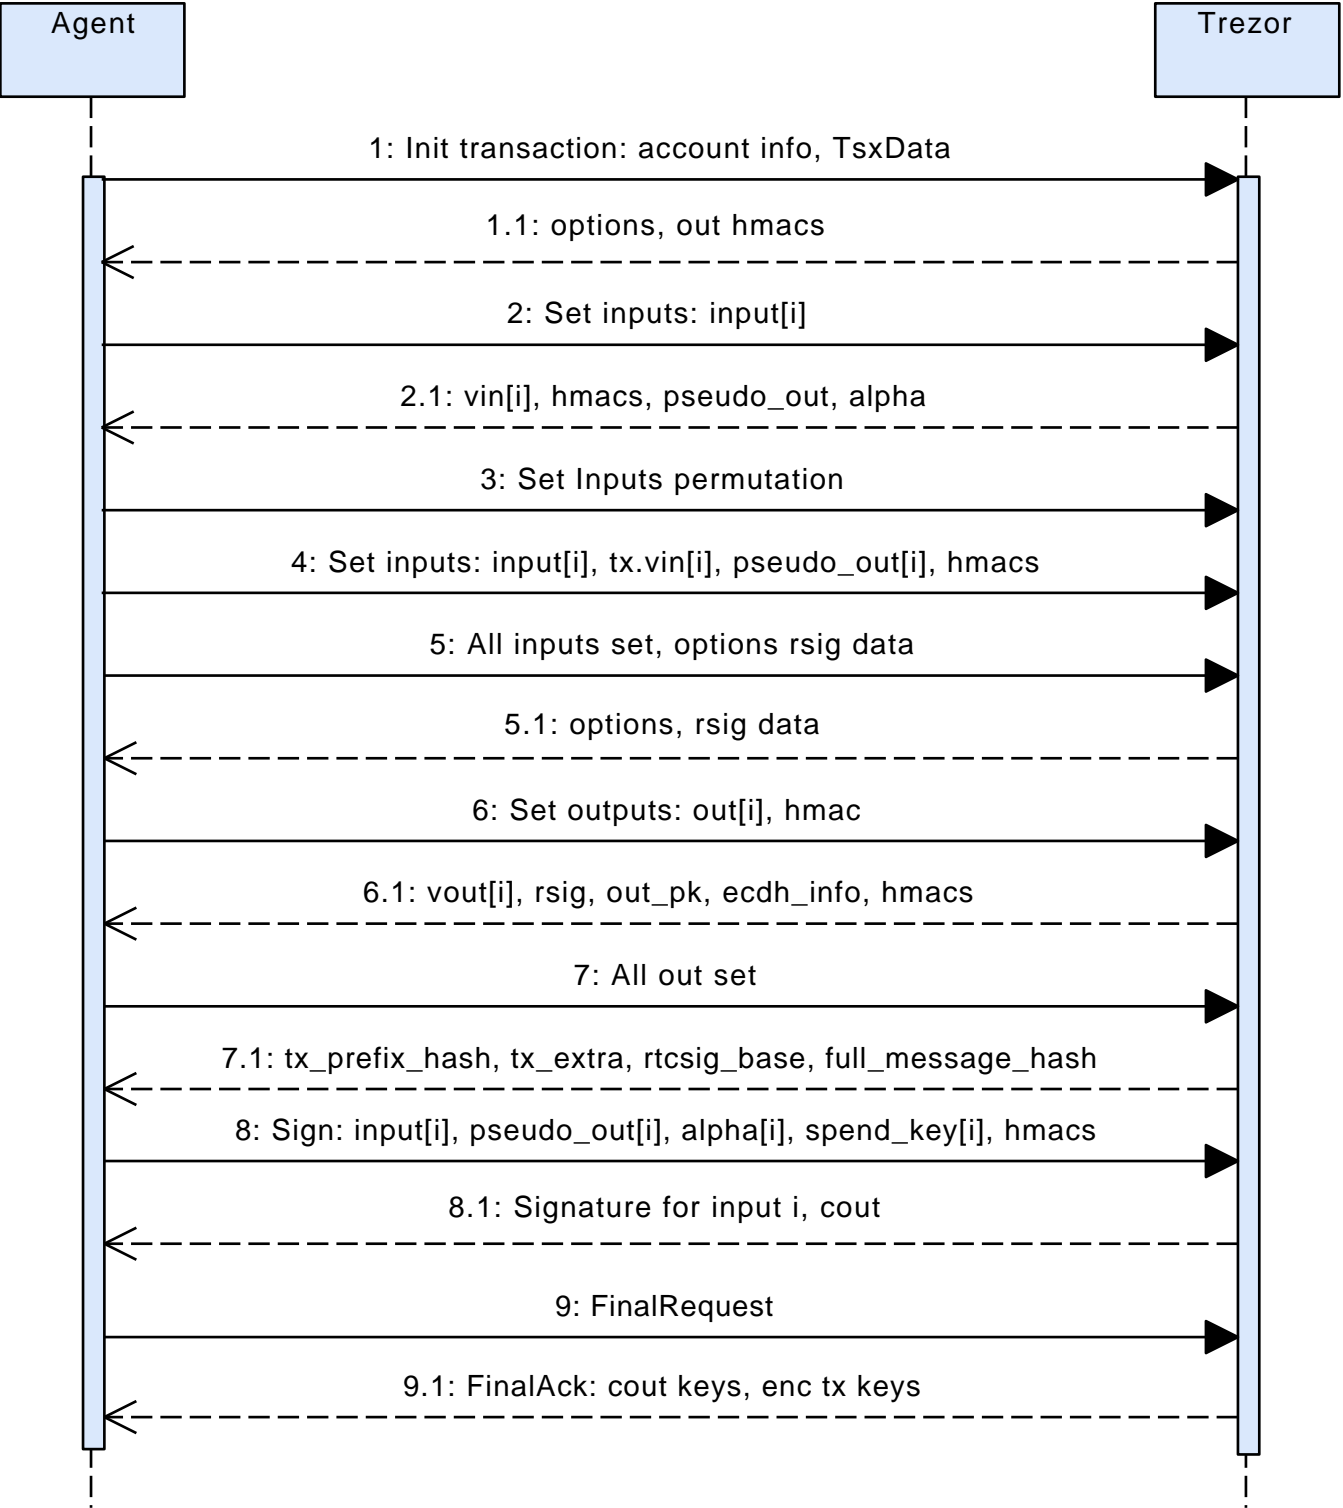 Agent
Trezor
1: Init transaction: account info, TsxData
1.1: options, out hmacs
2: Set inputs: input[i]
2.1: vin[i], hmacs, pseudo_out, alpha
3: Set Inputs permutation
4: Set inputs: input[i], tx.vin[i], pseudo_out[i], hmacs
5: All inputs set, options rsig data
5.1: options, rsig data
6: Set outputs: out[i], hmac
6.1: vout[i], rsig, out_pk, ecdh_info, hmacs
7: All out set
7.1: tx_prefix_hash, tx_extra, rtcsig_base, full_message_hash
8: Sign: input[i], pseudo_out[i], alpha[i], spend_key[i], hmacs
8.1: Signature for input i, cout
9: FinalRequest
9.1: FinalAck: cout keys, enc tx keys